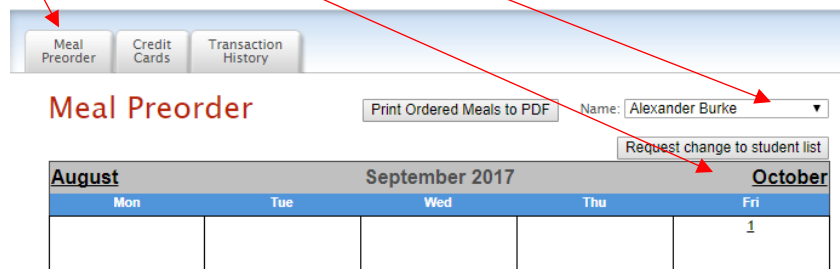 Meal Preorder
Credit Cards
Transaction History
Meal Preorder
Print Ordered Meals to PDF
Name: Alexander Burke
Request change to student list
August September 2017 October
Mon Tue Wed Thu Fri
1